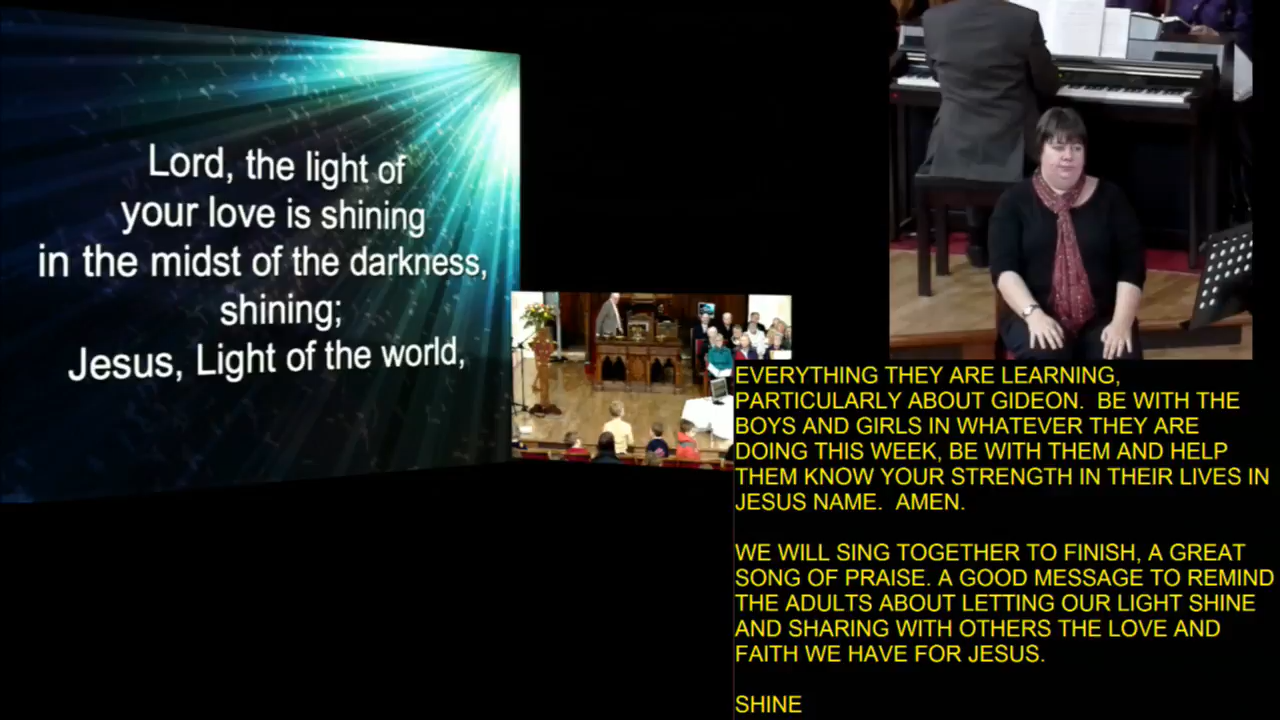 Lord, the light of
your love is shining
in the midst of the darkness,
shining;
Jesus, Light of the world,
EVERYTHING THEY ARE LEARNING,
PARTICULARLY ABOUT GIDEON.  BE WITH THE
BOYS AND GIRLS IN WHATEVER THEY ARE
DOING THIS WEEK, BE WITH THEM AND HELP
THEM KNOW YOUR STRENGTH IN THEIR LIVES IN
JESUS NAME.  AMEN.
WE WILL SING TOGETHER TO FINISH, A GREAT
SONG OF PRAISE. A GOOD MESSAGE TO REMIND
THE ADULTS ABOUT LETTING OUR LIGHT SHINE
AND SHARING WITH OTHERS THE LOVE AND
FAITH WE HAVE FOR JESUS.
SHINE